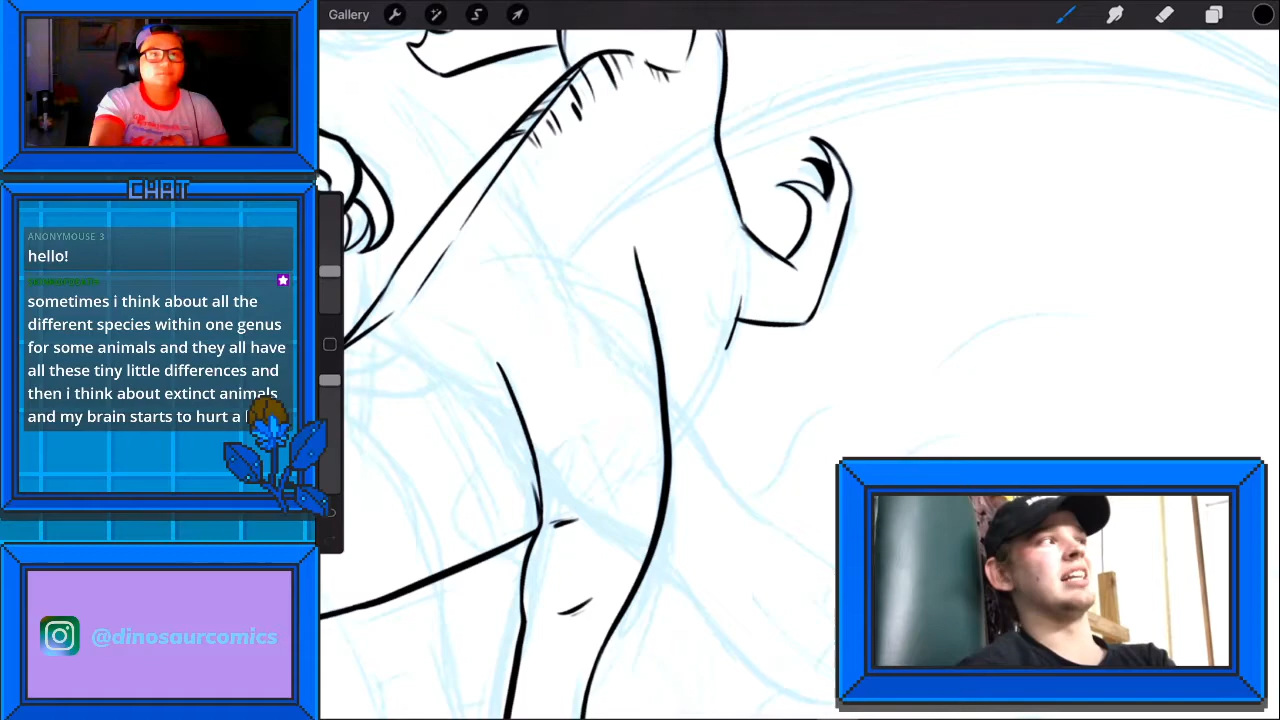 Gallery
CHAT
ANONYMOUSE 3
hello!
sometimes i think about all the
different species within one genus
for some animals and they all have
all these tiny little differences and
then i think about extinct animals
and my brain starts to hurt a
@dinosaurcomics